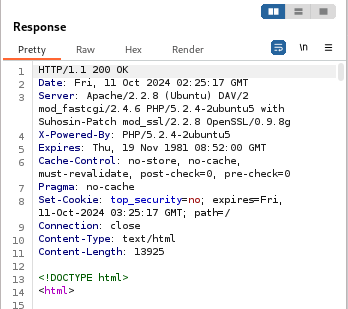 Response
Pretty Raw Hex Render \n
1 HTTP/1.1 200 OK
2 Date: Fri, 11 Oct 2024 02:25:17 GMT
3 Server: Apache/2.2.8 (Ubuntu) DAV/2
mod_fastcgi/2.4.6 PHP/5.2.4-2ubuntu5 with
Suhosin-Patch mod_ssl/2.2.8 OpenSSL/0.9.8g
4 X-Powered-By: PHP/5.2.4-2ubuntu5
5 Expires: Thu, 19 Nov 1981 08:52:00 GMT
6 Cache-Control: no-store, no-cache,
must-revalidate, post-check=0, pre-check=0
7 Pragma: no-cache
8 Set-Cookie: top_security=no; expires=Fri,
11-Oct-2024 03:25:17 GMT; path=/
9 Connection: close
10 Content-Type: text/html
11 Content-Length: 13925
12
13 <!DOCTYPE html>
14 <html>
15